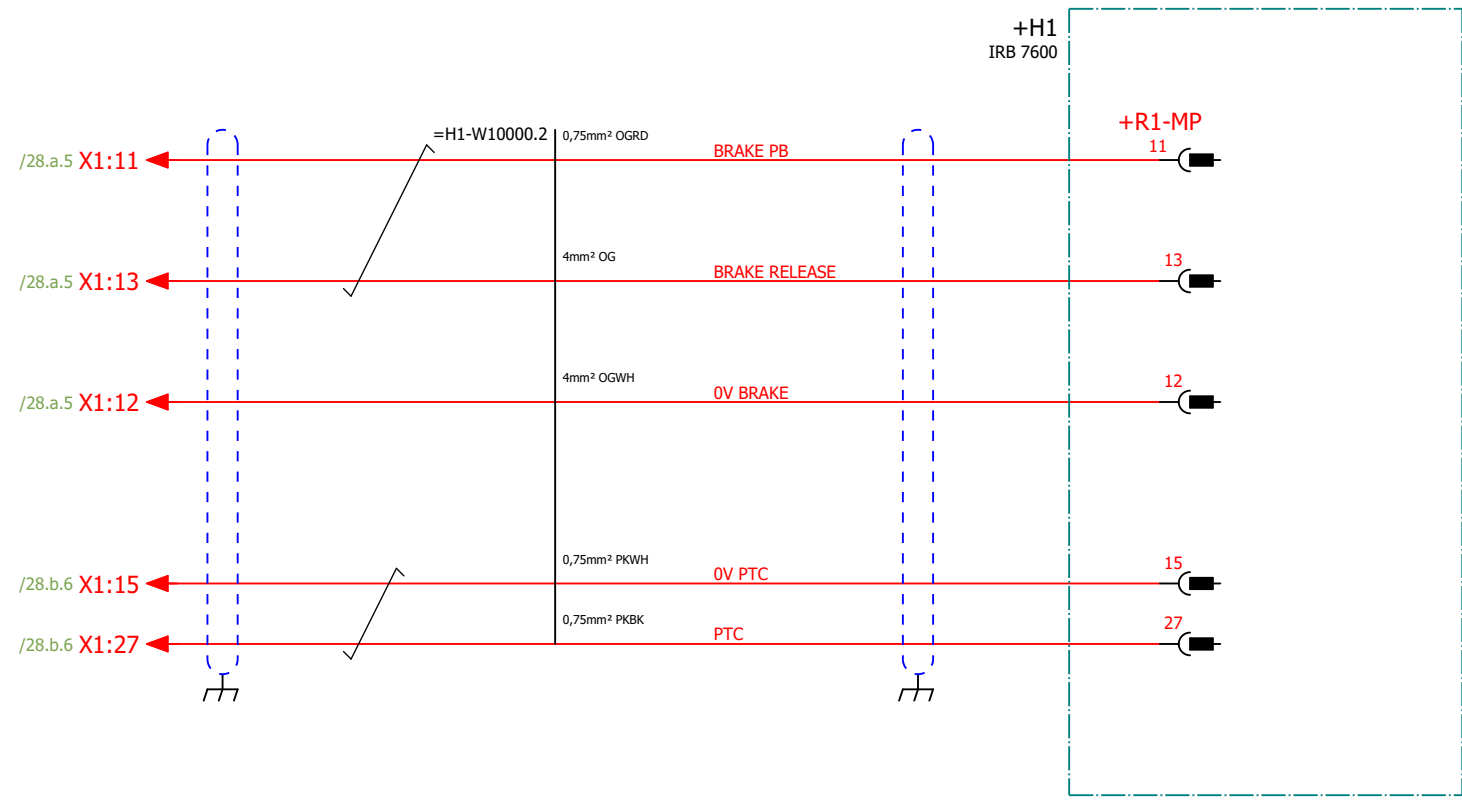 +H1
IRB 7600
+R1-MP
=H1-W10000.2 0,75mm² OGRD
/28.a.5 X1:11 BRAKE PB 11
4mm² OG
/28.a.5 X1:13 BRAKE RELEASE 13
4mm² OGWH
/28.a.5 X1:12 0V BRAKE 12
0,75mm² PKWH
/28.b.6 X1:15 0V PTC 15
0,75mm² PKBK
/28.b.6 X1:27 PTC 27